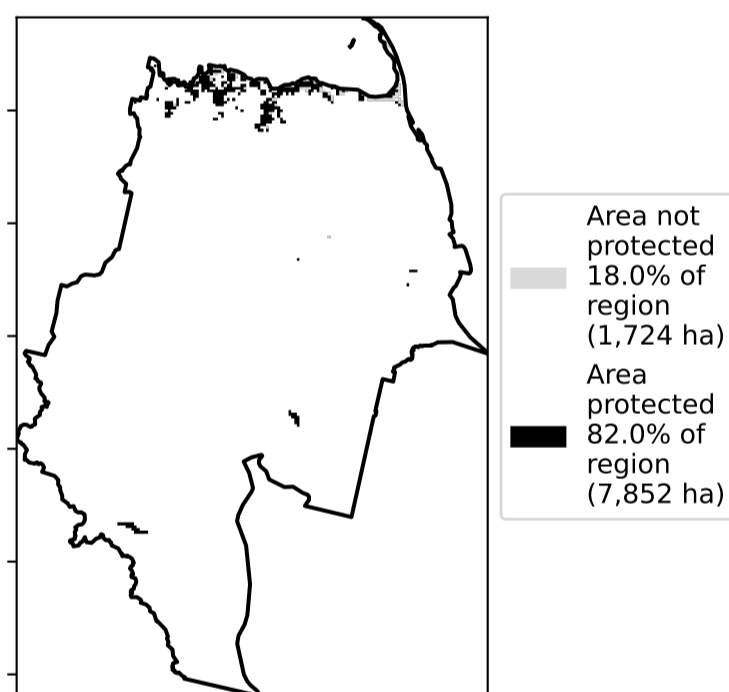 Area not
protected
18.0% of
region
(1,724 ha)
Area
protected
82.0% of
region
(7,852 ha)